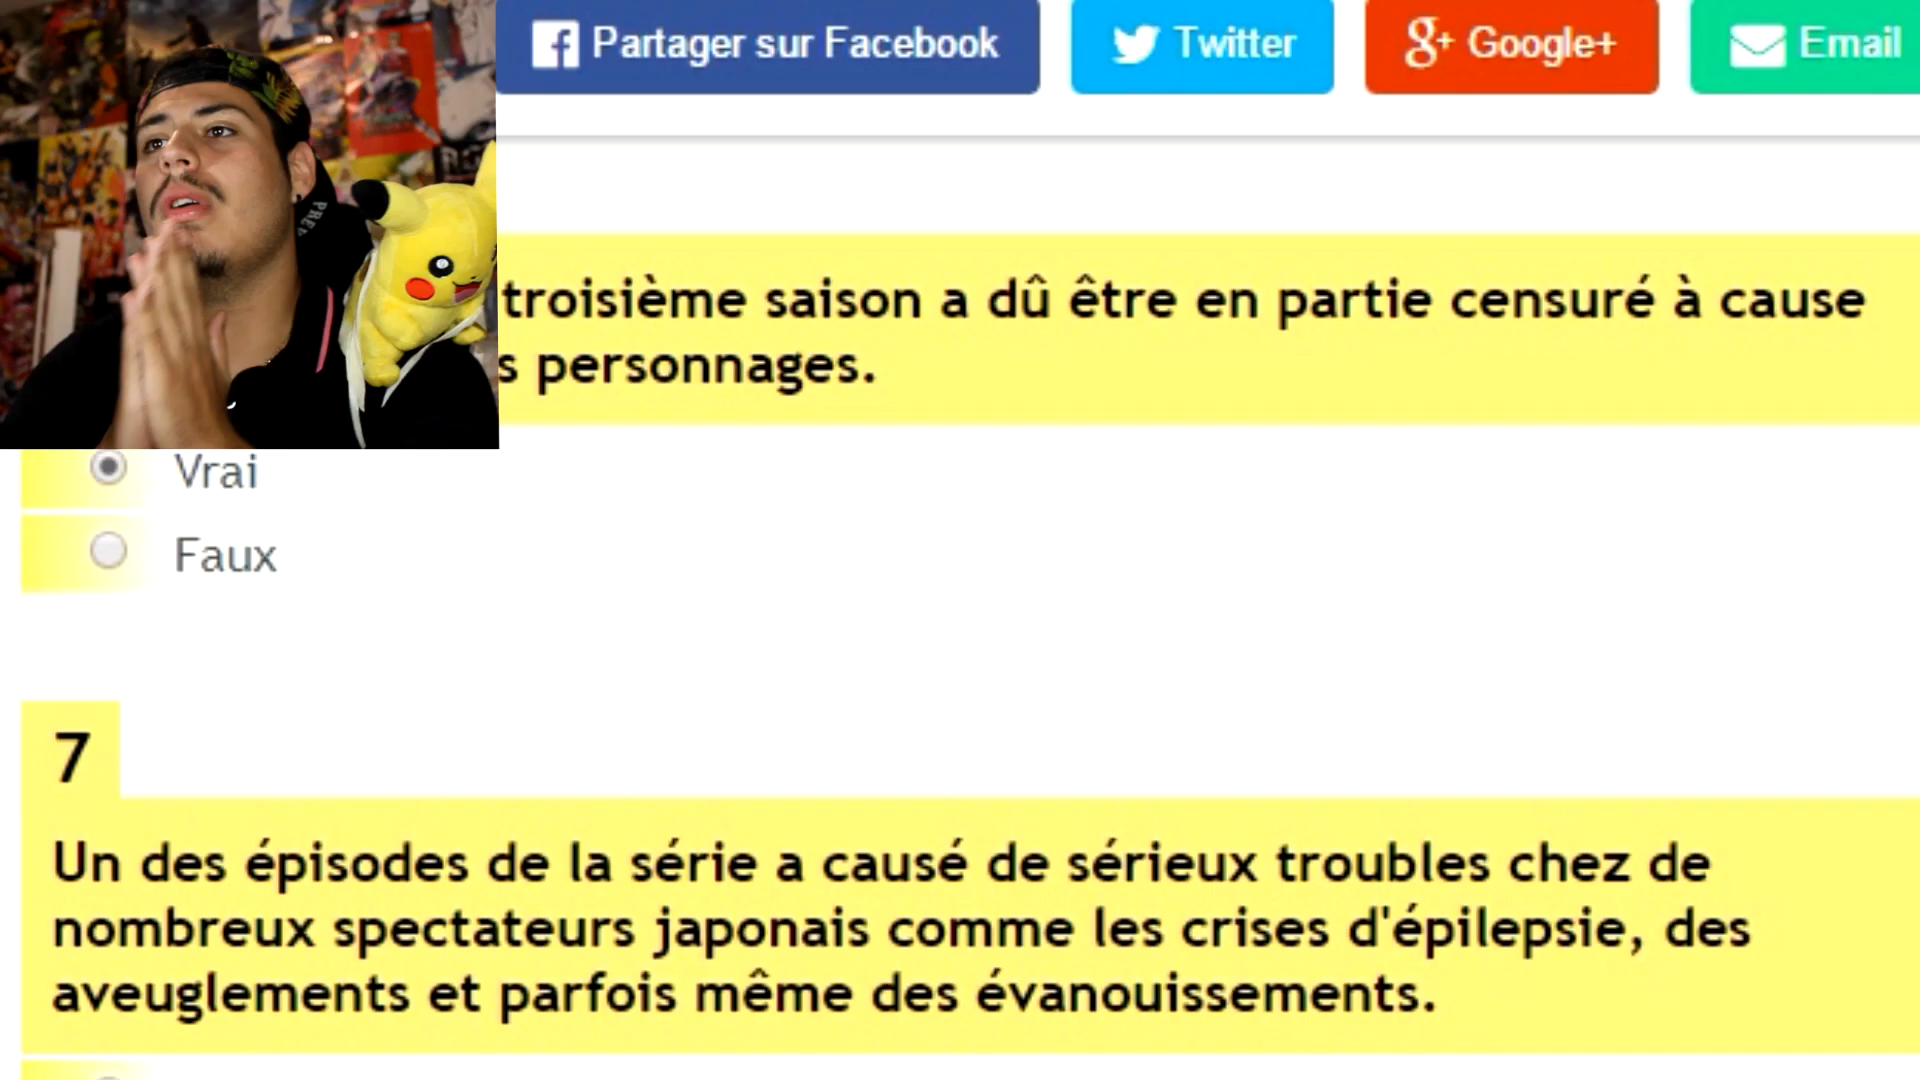 Partager sur Facebook
Twitter
g+ Google+
Email
troisième saison a dû être en partie censuré à cause
s personnages.
Vrai
Faux
7
Un des épisodes de la série a causé de sérieux troubles chez de
nombreux spectateurs japonais comme les crises d'épilepsie, des
aveuglements et parfois même des évanouissements.